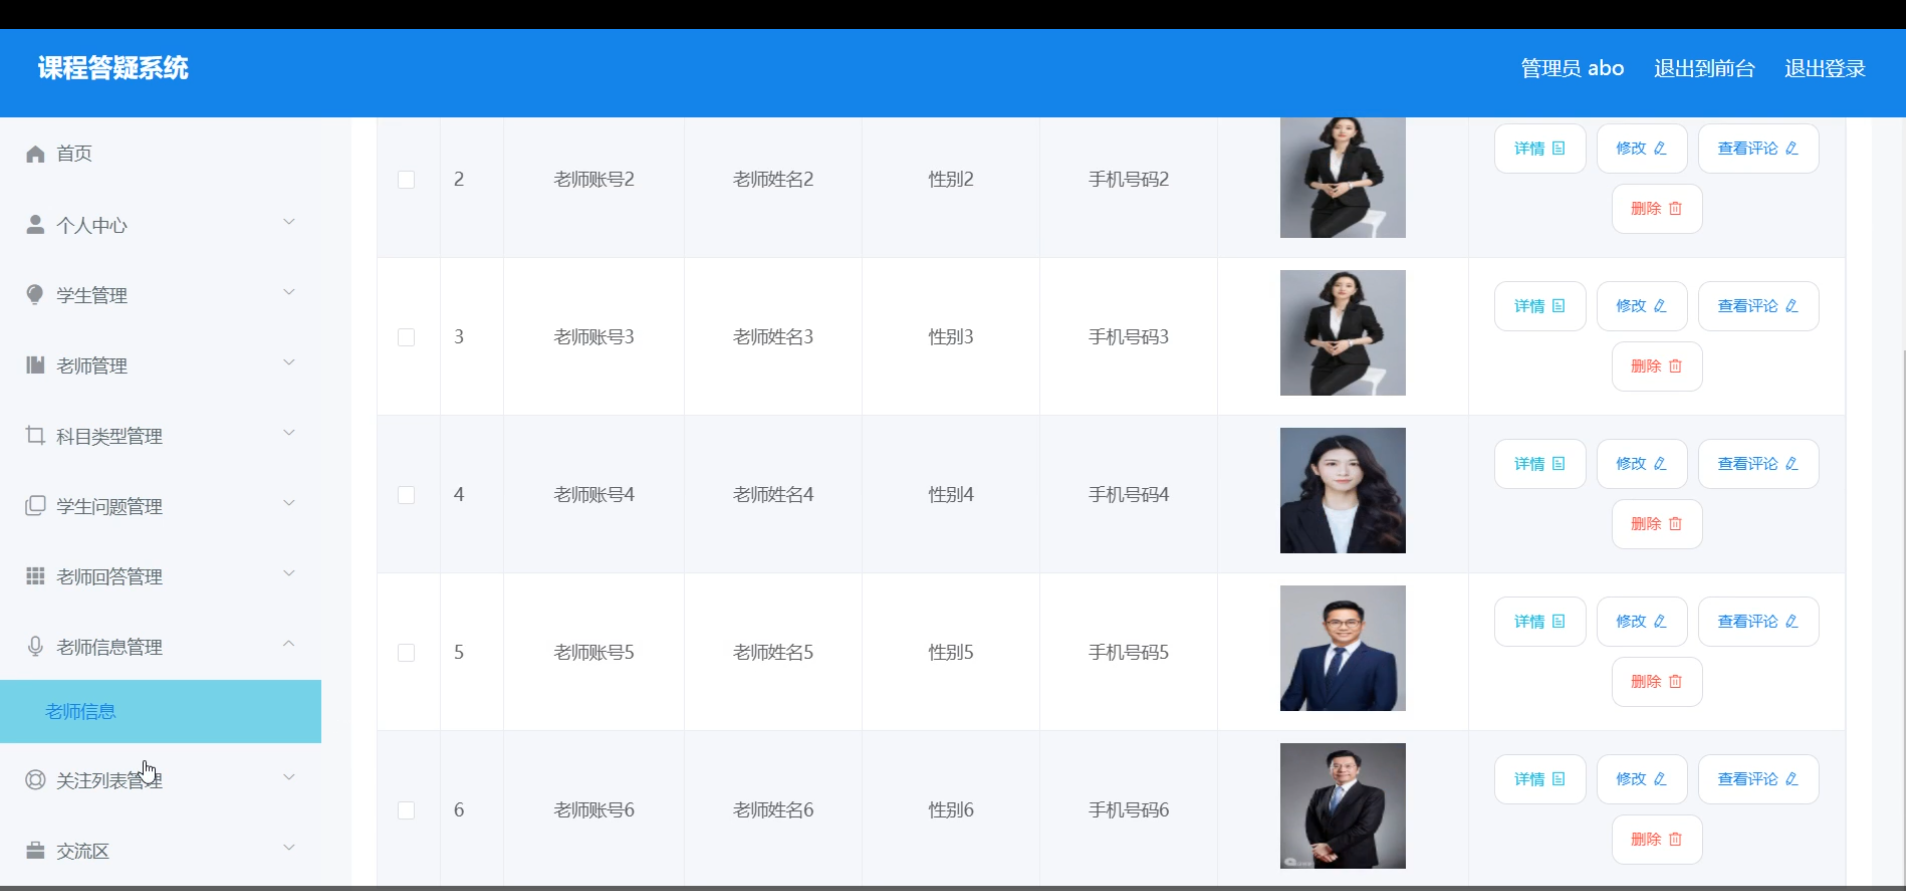 课程答疑系统
管理员 abo 退出到前台 退出登录
首页
个人中心
学生管理
老师管理
科目类型管理
学生问题管理
老师回答管理
老师信息管理
老师信息
关注列表管理
交流区
2 老师账号2 老师姓名2 性别2 手机号码2 详情 修改 查看评论
删除
3 老师账号3 老师姓名3 性别3 手机号码3 详情 修改 查看评论
删除
4 老师账号4 老师姓名4 性别4 手机号码4 详情 修改 查看评论
删除
5 老师账号5 老师姓名5 性别5 手机号码5 详情 修改 查看评论
删除
6 老师账号6 老师姓名6 性别6 手机号码6 详情 修改 查看评论
删除